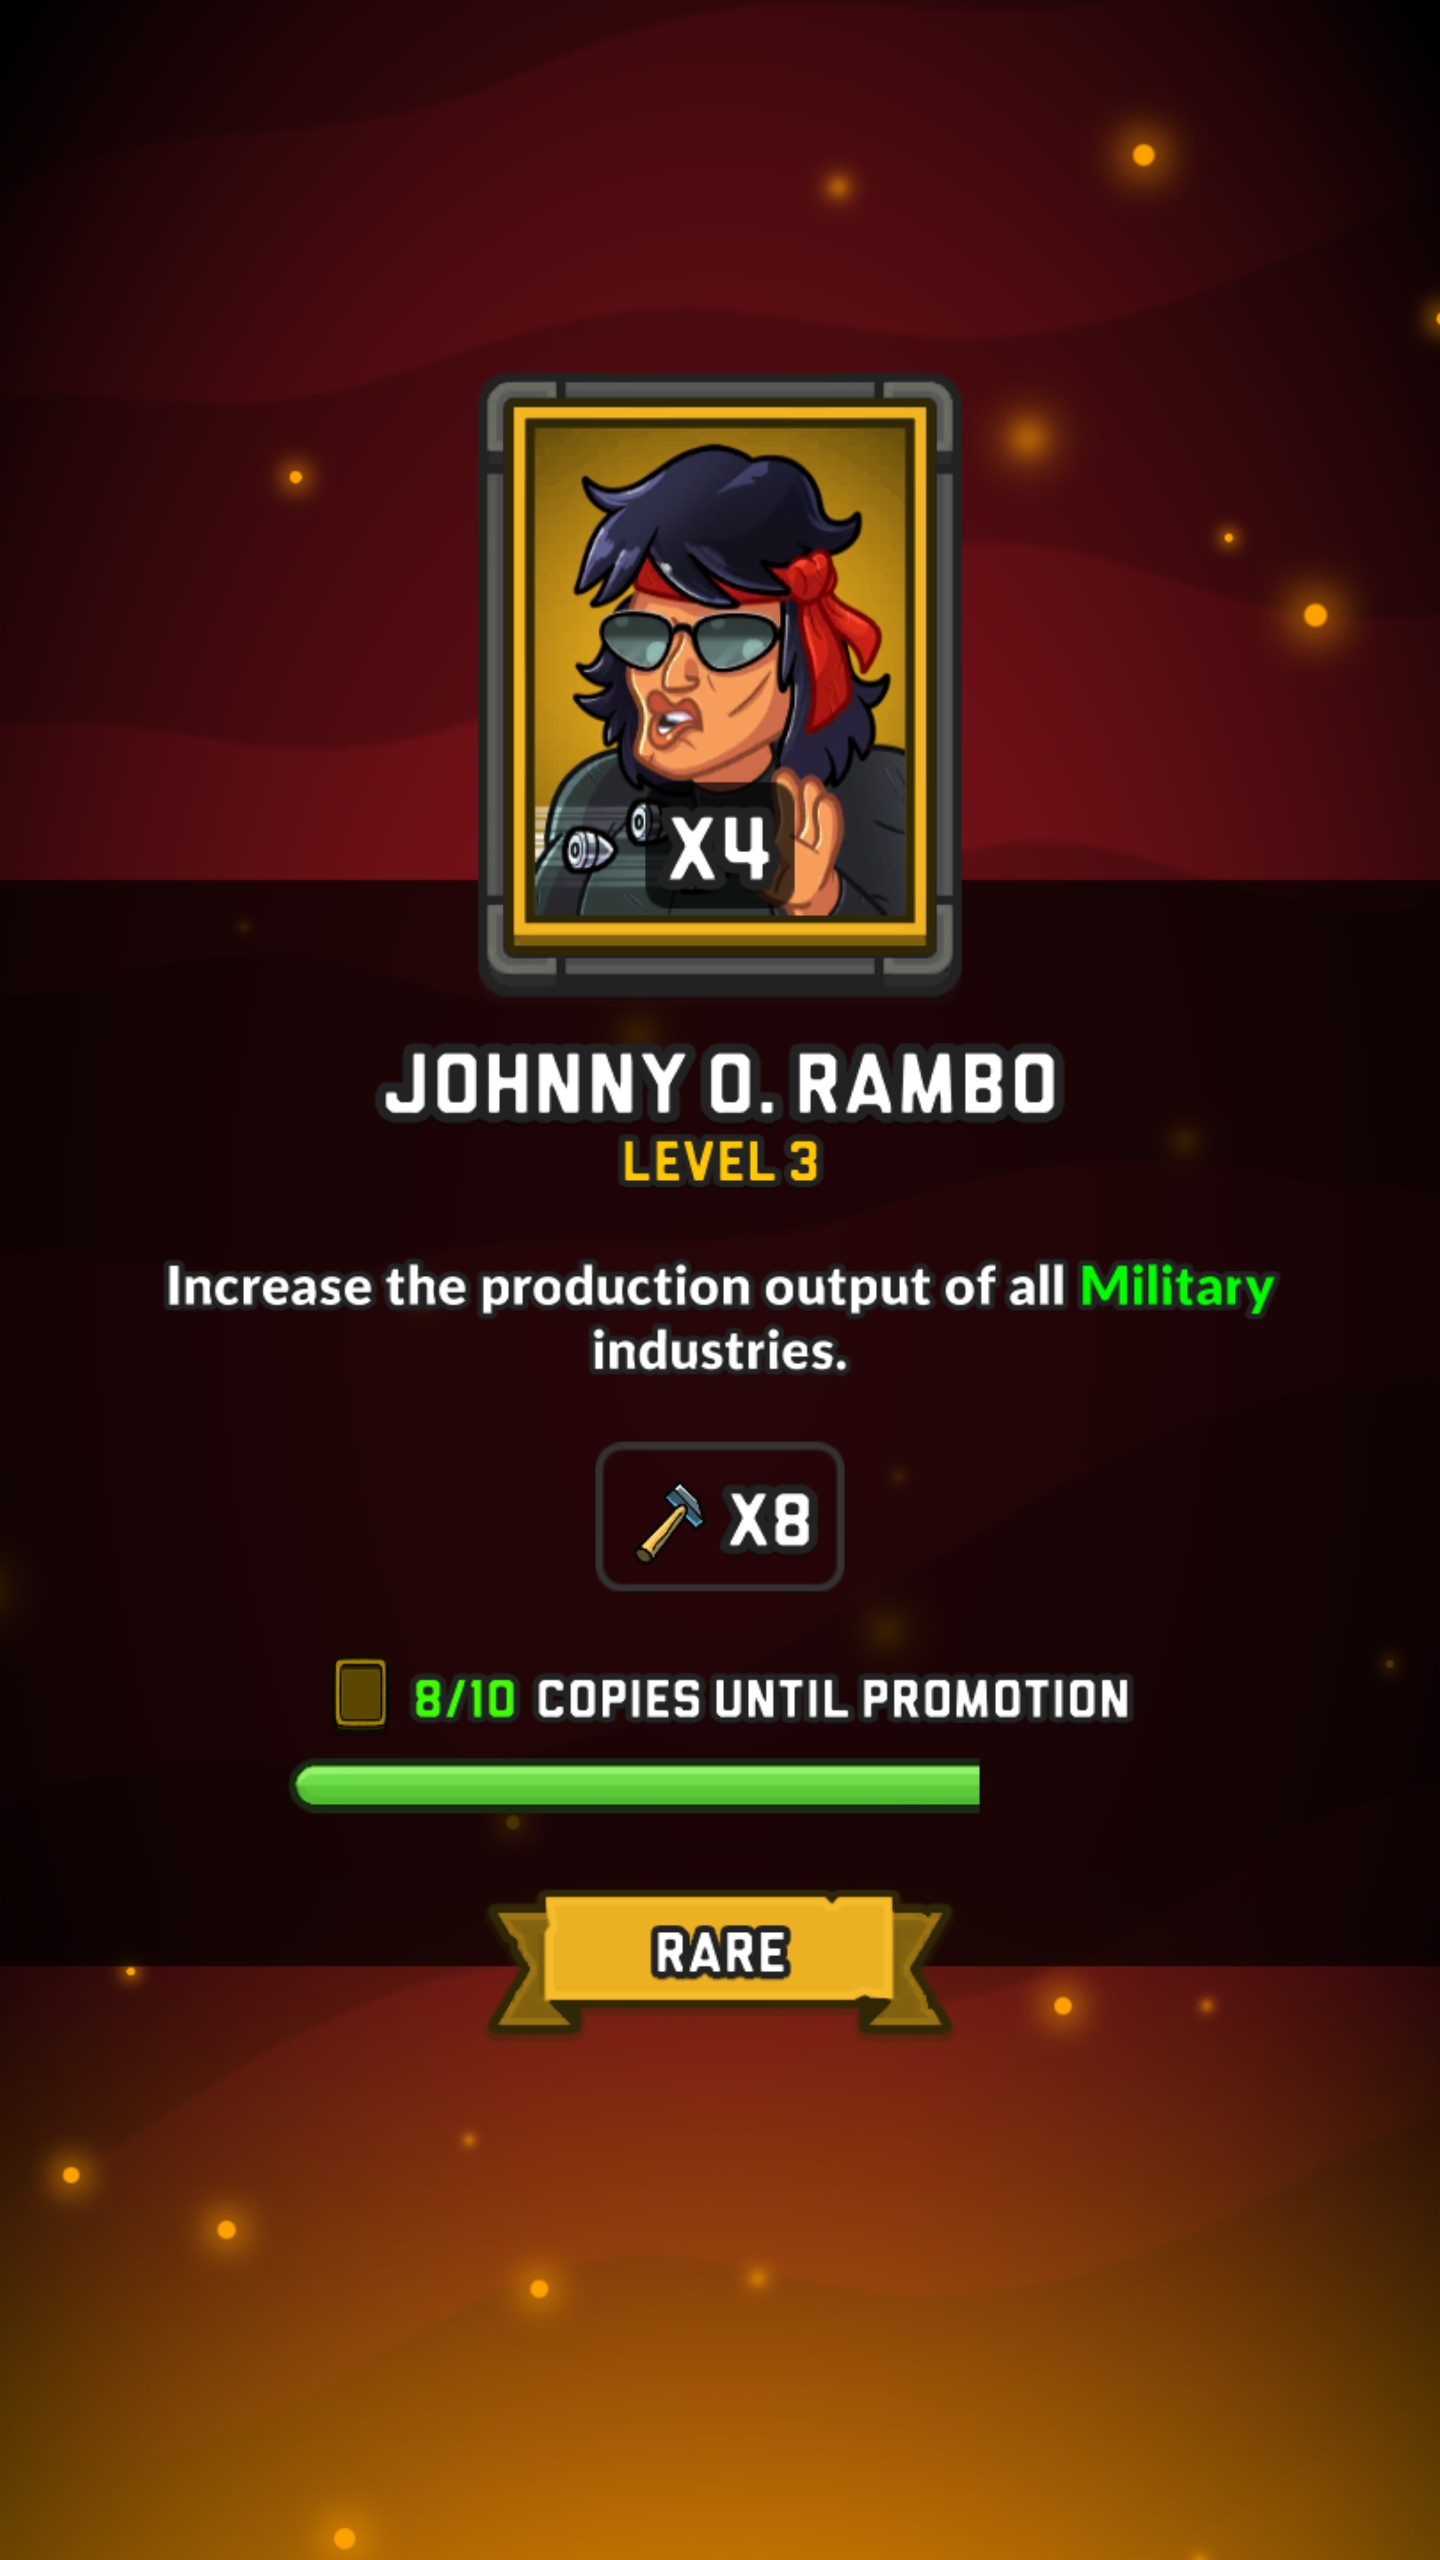 X4
JOHNNY O. RAMBO
LEVEL 3
Increase the production output of all Military
industries.
X8
8/10 COPIES UNTIL PROMOTION
RARE